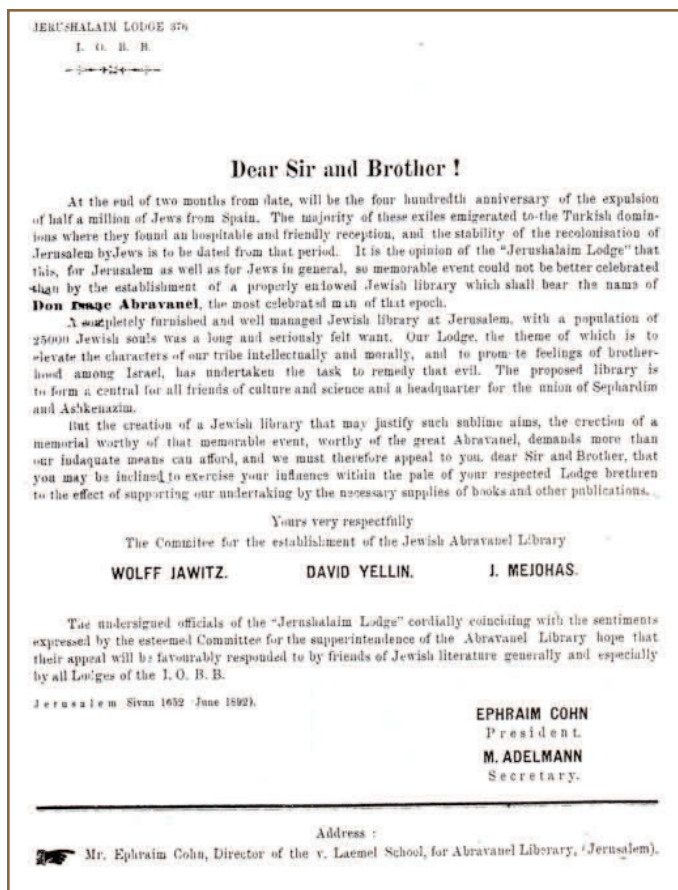 JERUSHALAIM LODGE 376
I. O. B. B.
Dear Sir and Brother !
At the end of two months from date, will be the four hundredth anniversary of the expulsion
of half a million of Jews from Spain. The majority of these exiles emigerated to the Turkish domin-
ions where they found an hospitable and friendly reception, and the stability of the recolonisation of
Jerusalem by Jews is to be dated from that period. It is the opinion of the "Jerushalaim Lodge" that
this, for Jerusalem as well as for Jews in general, so memorable event could not be better celebrated
than by the establishment of a properly endowed Jewish library which shall bear the name of
Don Isaac Abravanel, the most celebrated man of that epoch.
A completely furnished and well managed Jewish library at Jerusalem, with a population of
25000 Jewish souls was a long and seriously felt want. Our Lodge, the theme of which is to
elevate the characters of our tribe intellectually and morally, and to promote feelings of brother-
hood among Israel, has undertaken the task to remedy that evil. The proposed library is
to form a central for all friends of culture and science and a headquarter for the union of Sephardim
and Ashkenazim.
But the creation of a Jewish library that may justify such sublime aims, the erection of a
memorial worthy of that memorable event, worthy of the great Abravanel, demands more than
our indaquate means can afford, and we must therefore appeal to you, dear Sir and Brother, that
you may be inclined to exercise your influence within the pale of your respected Lodge brethren
to the effect of supporting our undertaking by the necessary supplies of books and other publications.
Yours very respectfully
The Commitee for the establishment of the Jewish Abravanel Library
WOLFF JAWITZ. DAVID YELLIN. J. MEJOHAS.
The undersigned officials of the "Jerushalaim Lodge" cordially coinciding with the sentiments
expressed by the esteemed Committee for the superintendence of the Abravanel Library hope that
their appeal will be favourably responded to by friends of Jewish literature generally and especially
by all Lodges of the I. O. B. B.
Jerusalem Sivan 1652 June 1892).
EPHRAIM COHN
President.
M. ADELMANN
Secretary.
Address :
Mr. Ephraim Cohn, Director of the v. Laemel School, for Abravanel Liberary, (Jerusalem).